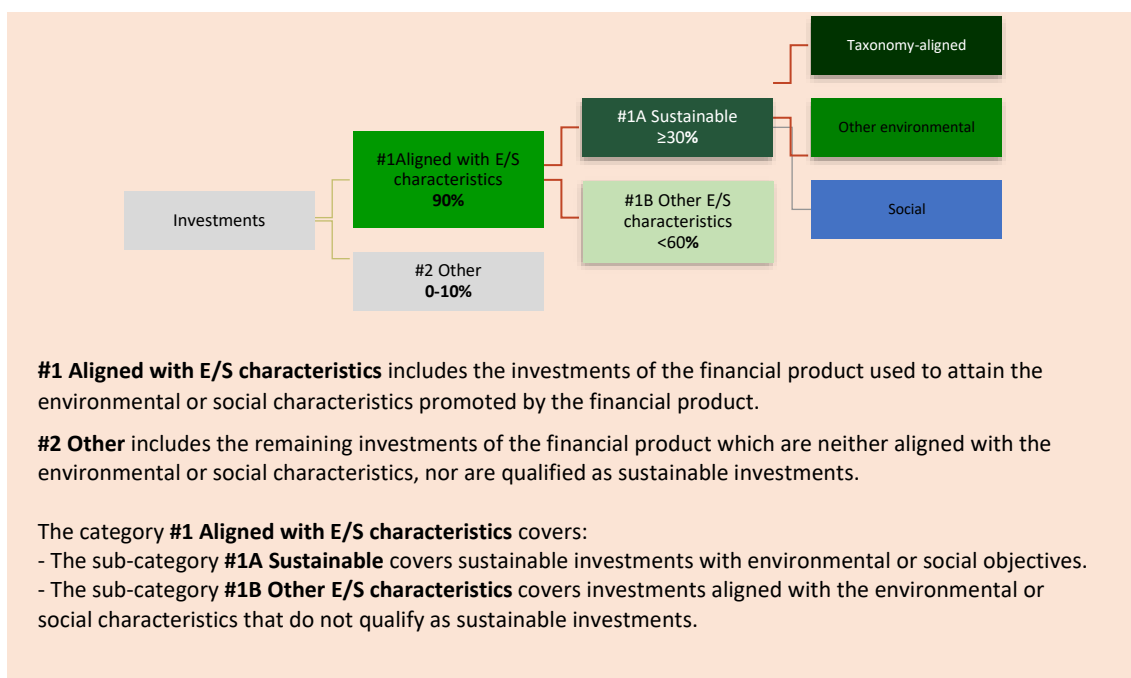 Taxonomy-aligned
#1A Sustainable
≥30%
Other environmental
#1Aligned with E/S
characteristics
90%
#1B Other E/S
characteristics
<60%
Social
Investments
#2 Other
0-10%
#1 Aligned with E/S characteristics includes the investments of the financial product used to attain the
environmental or social characteristics promoted by the financial product.
#2 Other includes the remaining investments of the financial product which are neither aligned with the
environmental or social characteristics, nor are qualified as sustainable investments.
The category #1 Aligned with E/S characteristics covers:
- The sub-category #1A Sustainable covers sustainable investments with environmental or social objectives.
- The sub-category #1B Other E/S characteristics covers investments aligned with the environmental or
social characteristics that do not qualify as sustainable investments.